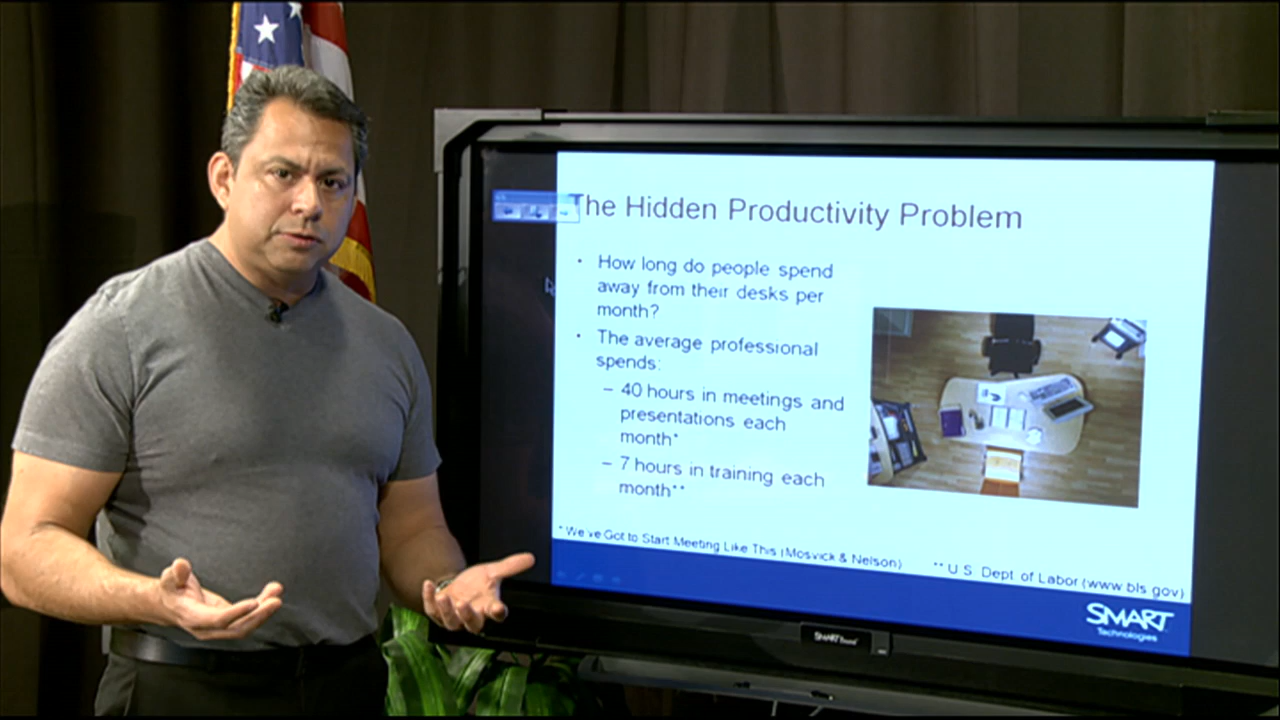 The Hidden Productivity Problem
• How long do people spend
away from their desks per
month?
• The average professional
spends:
– 40 hours in meetings and
presentations each
month*
– 7 hours in training each
month**
* We've Got to Start Meeting Like This (Mosvick & Nelson)
** U.S. Dept of Labor (www.bls.gov)
SMART
Technologies
SMART Board